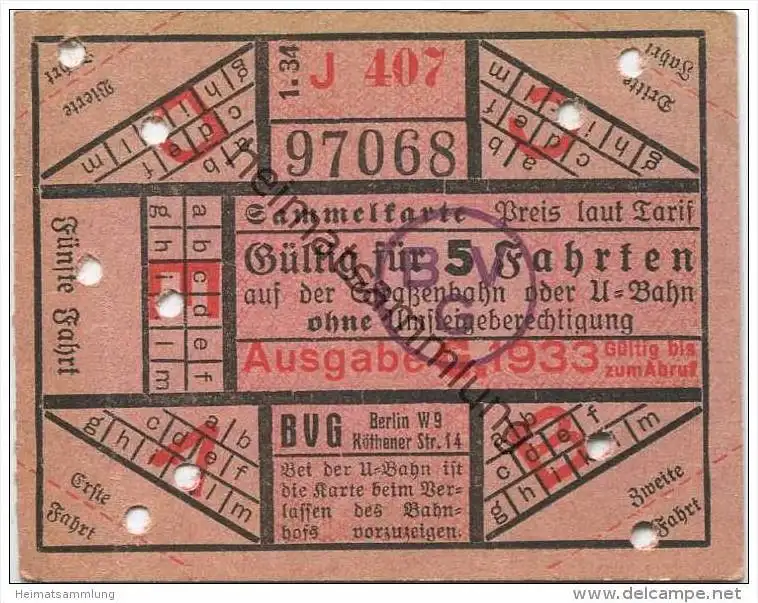 1.34
J 407
97068
Vierte Fahrt
a b
c d e f
g h i k l m
Dritte Fahrt
a b
c d e f
g h i k l m
Sammelkarte Preis laut Tarif
Gültig für 5 Fahrten
auf der Straßenbahn oder U=Bahn
ohne Umsteigeberechtigung
BVG
Ausgabe 1933 Gültig bis
zum Abruf
Fünfte Fahrt
a b c d e f
g h i k l m
BVG Berlin W 9
Köthener Str. 14
Bei der U=Bahn ist
die Karte beim Ver=
lassen des Bahn=
hofs vorzuzeigen.
a b
c d e f
g h i k l m
Erste
Fahrt
a b
c d e f
g h i k l m
Zweite
Fahrt
heimatsammlung
Heimatsammlung
delcampe.net